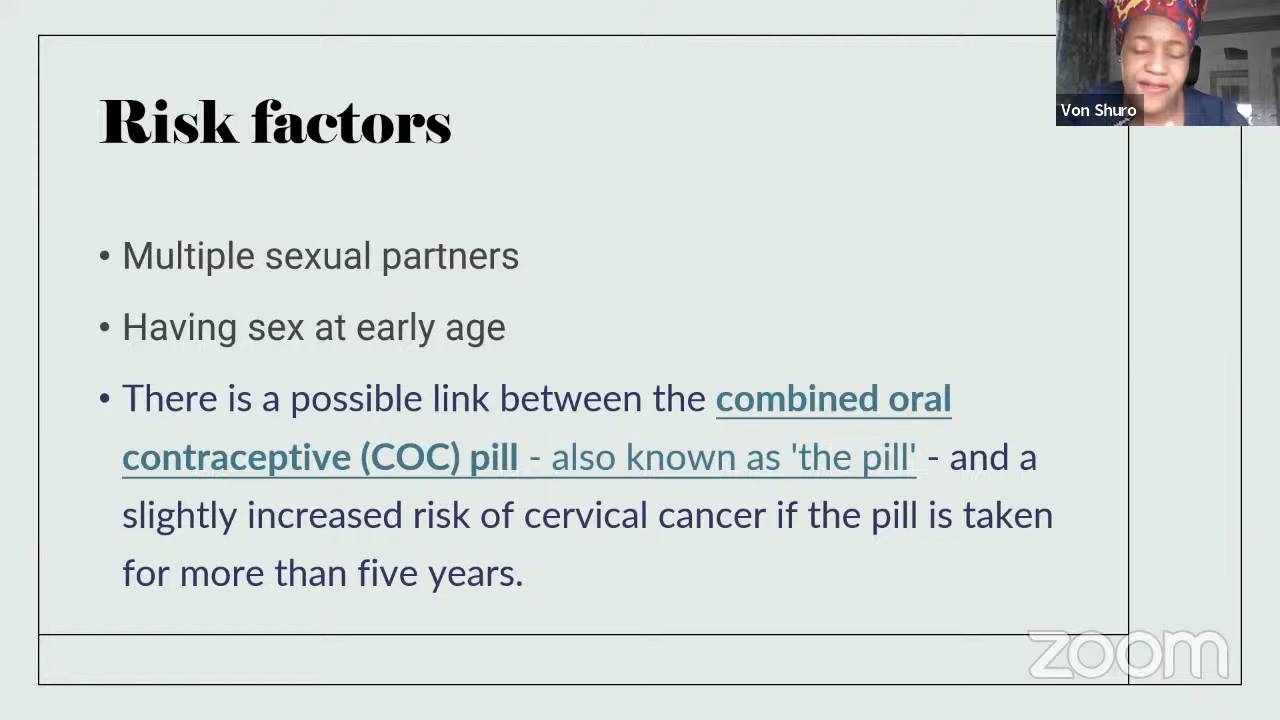 Von Shuro
Risk factors
• Multiple sexual partners
• Having sex at early age
• There is a possible link between the combined oral
contraceptive (COC) pill - also known as 'the pill' - and a
slightly increased risk of cervical cancer if the pill is taken
for more than five years.
zoom